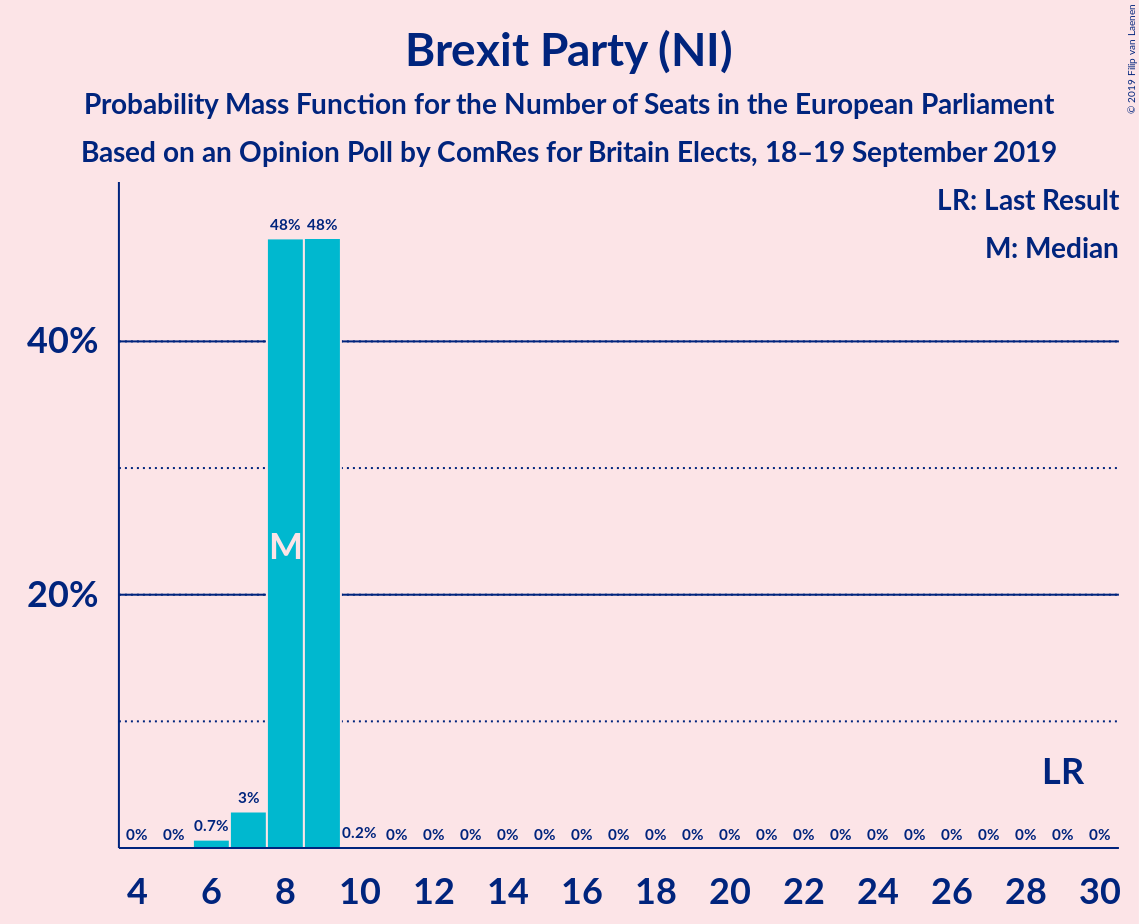 Brexit Party (NI)
Probability Mass Function for the Number of Seats in the European Parliament
Based on an Opinion Poll by ComRes for Britain Elects, 18–19 September 2019
© 2019 Filip van Laenen
LR: Last Result
M: Median
48% 48%
40%
M
20%
LR
3%
0% 0% 0.7% 0.2% 0% 0% 0% 0% 0% 0% 0% 0% 0% 0% 0% 0% 0% 0% 0% 0% 0% 0% 0% 0%
4 6 8 10 12 14 16 18 20 22 24 26 28 30